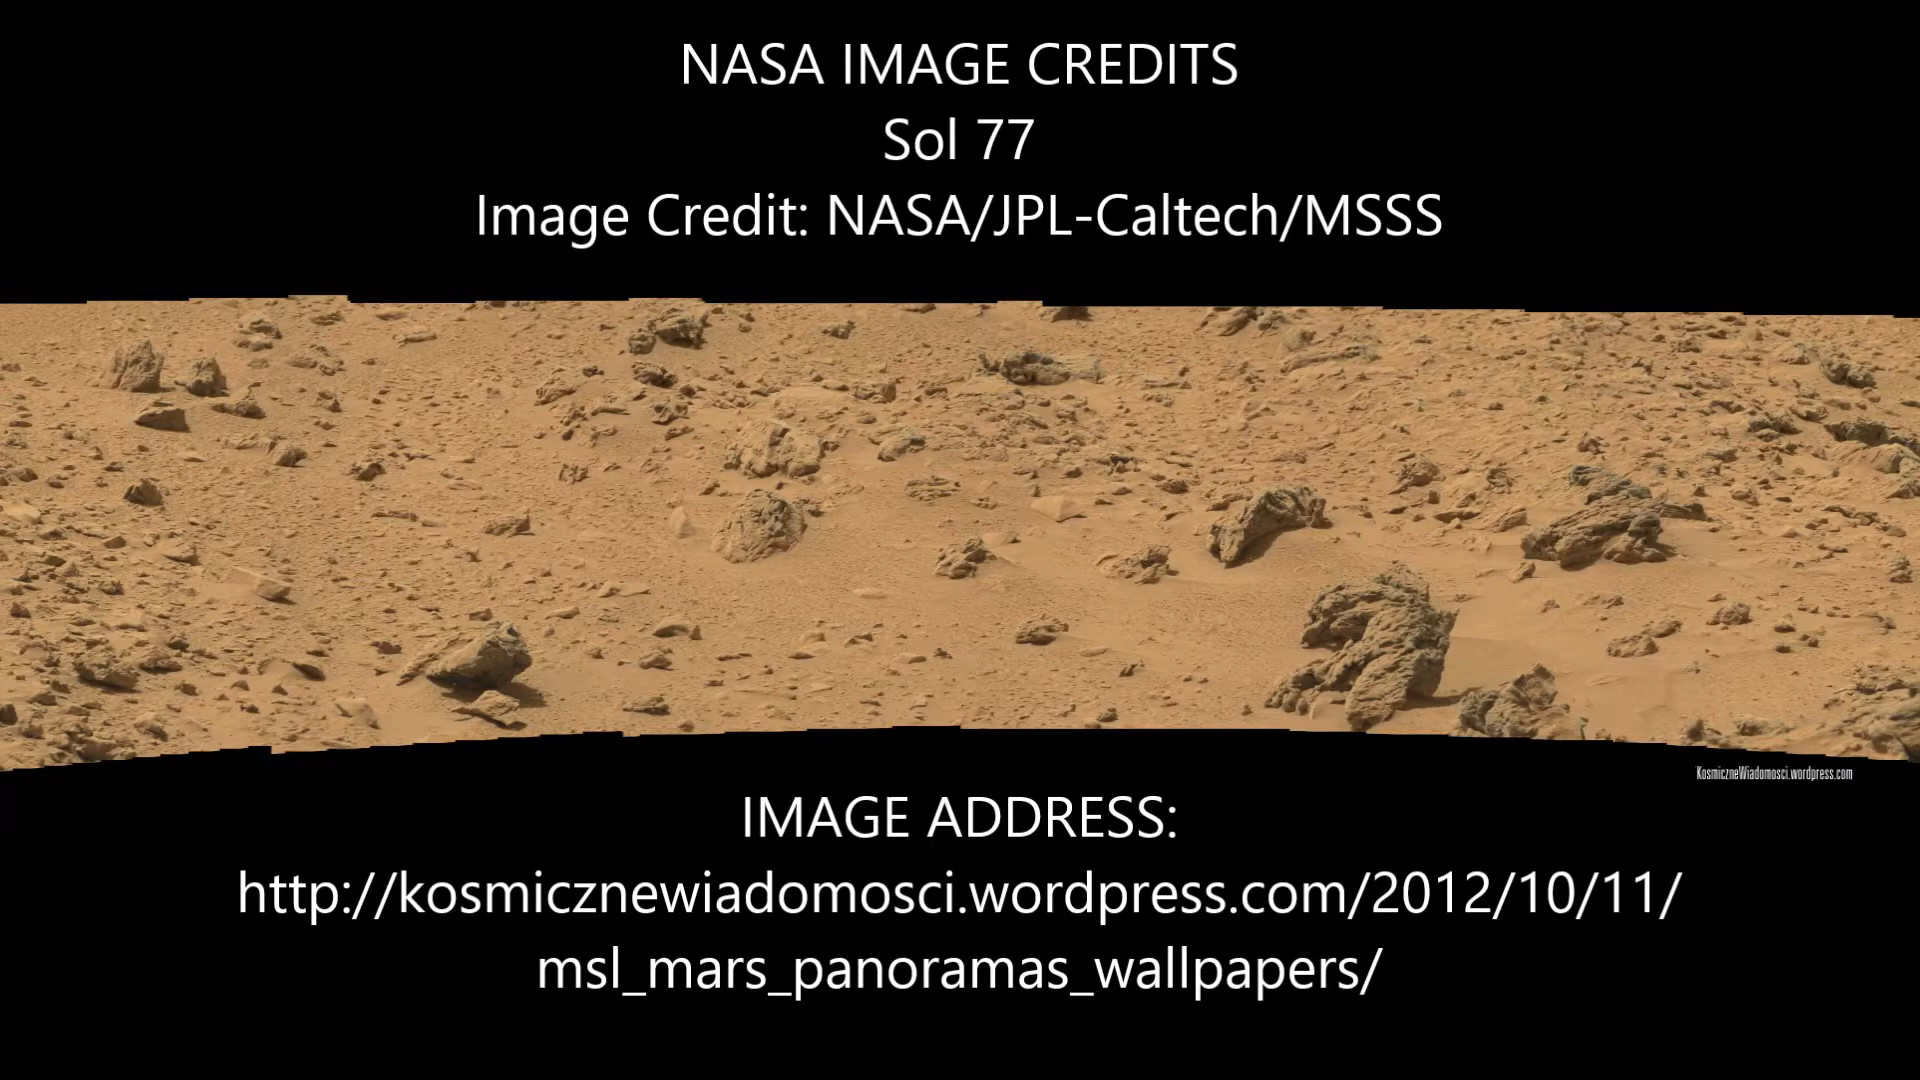 NASA IMAGE CREDITS
Sol 77
Image Credit: NASA/JPL-Caltech/MSSS
KosmiczneWiadomosci.wordpress.com
IMAGE ADDRESS:
http://kosmicznewiadomosci.wordpress.com/2012/10/11/
msl_mars_panoramas_wallpapers/